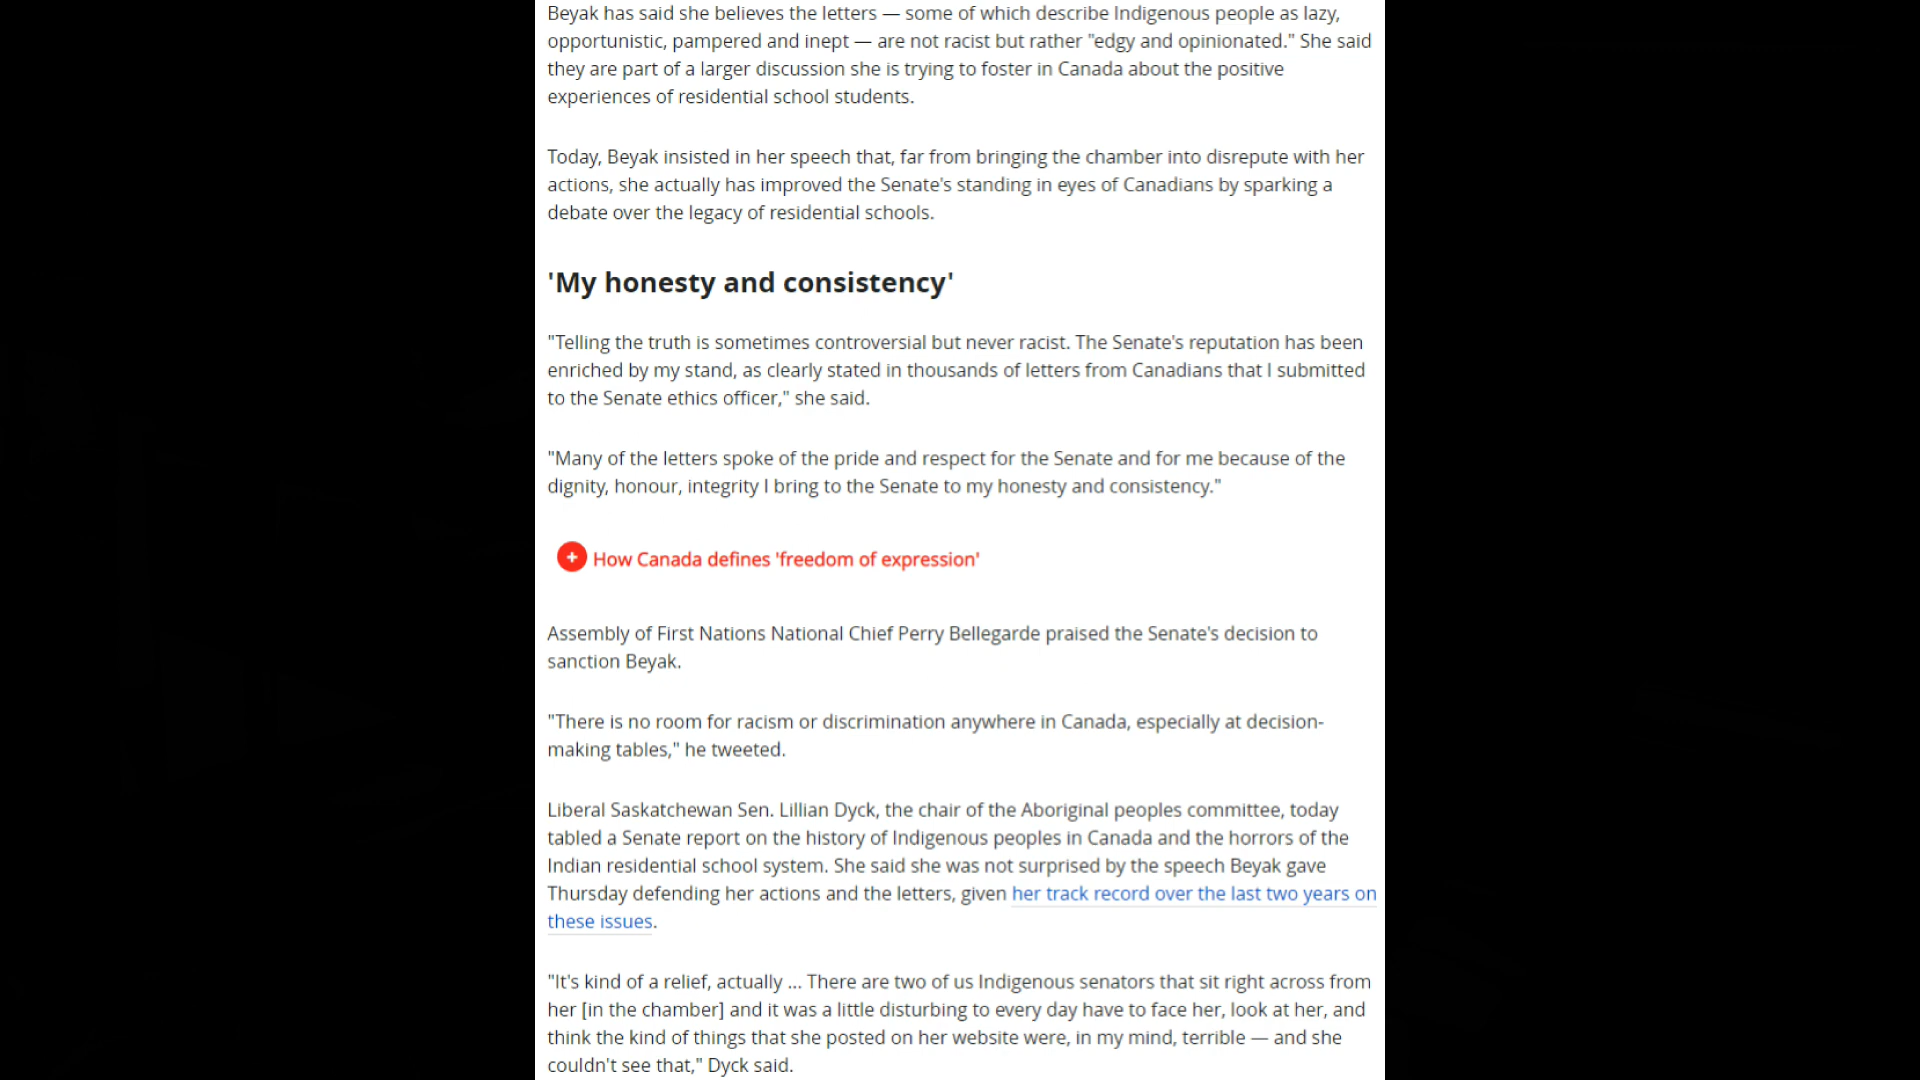 Beyak has said she believes the letters — some of which describe Indigenous people as lazy,
opportunistic, pampered and inept — are not racist but rather "edgy and opinionated." She said
they are part of a larger discussion she is trying to foster in Canada about the positive
experiences of residential school students.
Today, Beyak insisted in her speech that, far from bringing the chamber into disrepute with her
actions, she actually has improved the Senate's standing in eyes of Canadians by sparking a
debate over the legacy of residential schools.
'My honesty and consistency'
"Telling the truth is sometimes controversial but never racist. The Senate's reputation has been
enriched by my stand, as clearly stated in thousands of letters from Canadians that I submitted
to the Senate ethics officer," she said.
"Many of the letters spoke of the pride and respect for the Senate and for me because of the
dignity, honour, integrity I bring to the Senate to my honesty and consistency."
+ How Canada defines 'freedom of expression'
Assembly of First Nations National Chief Perry Bellegarde praised the Senate's decision to
sanction Beyak.
"There is no room for racism or discrimination anywhere in Canada, especially at decision-
making tables," he tweeted.
Liberal Saskatchewan Sen. Lillian Dyck, the chair of the Aboriginal peoples committee, today
tabled a Senate report on the history of Indigenous peoples in Canada and the horrors of the
Indian residential school system. She said she was not surprised by the speech Beyak gave
Thursday defending her actions and the letters, given her track record over the last two years on
these issues.
"It's kind of a relief, actually ... There are two of us Indigenous senators that sit right across from
her [in the chamber] and it was a little disturbing to every day have to face her, look at her, and
think the kind of things that she posted on her website were, in my mind, terrible — and she
couldn't see that," Dyck said.